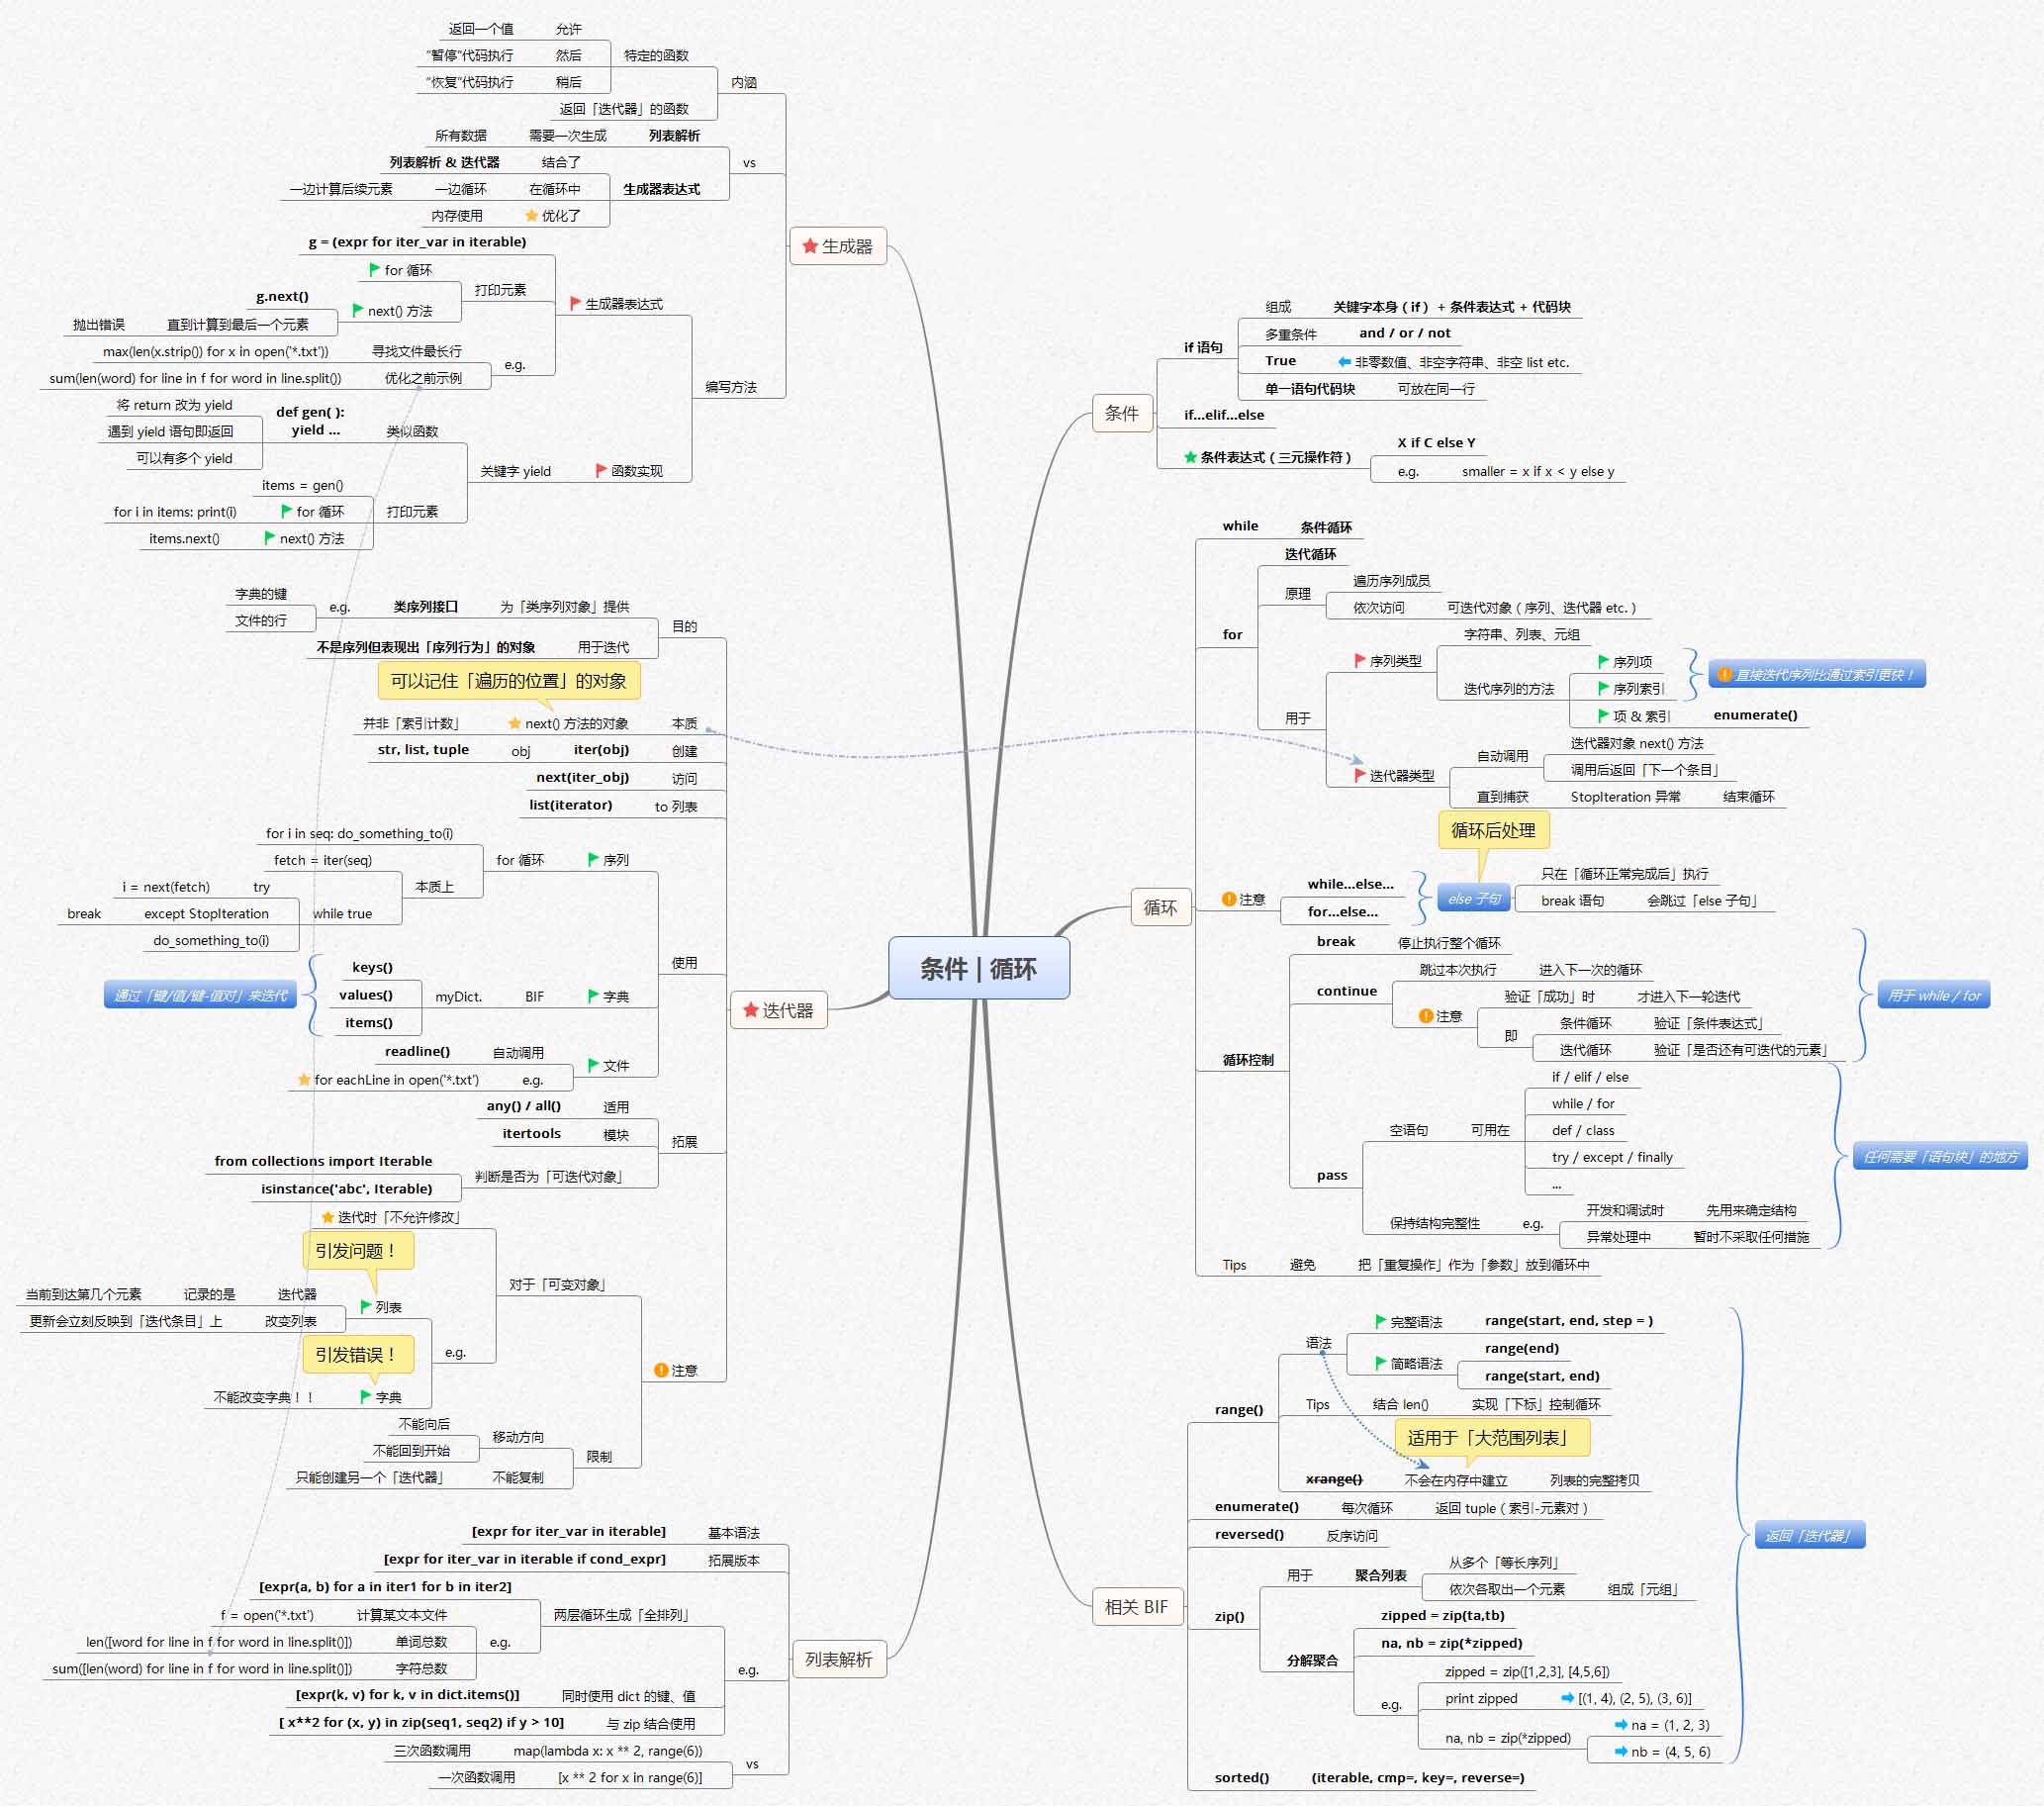 条件 | 循环
条件
if 语句
组成
关键字本身（if）+ 条件表达式 + 代码块
多重条件
and / or / not
True
非零数值、非空字符串、非空 list etc.
单一语句代码块
可放在同一行
if...elif...else
条件表达式（三元操作符）
X if C else Y
e.g.
smaller = x if x < y else y
循环
while
条件循环
for
迭代循环
原理
遍历序列成员
依次访问
可迭代对象（序列、迭代器 etc.）
用于
序列类型
字符串、列表、元组
迭代序列的方法
序列项
序列索引
直接迭代序列比通过索引更快！
项 & 索引
enumerate()
迭代器类型
自动调用
迭代器对象 next() 方法
调用后返回「下一个条目」
直到捕获
StopIteration 异常
结束循环
注意
while...else...
for...else...
循环后处理
else 子句
只在「循环正常完成后」执行
break 语句
会跳过「else 子句」
循环控制
break
停止执行整个循环
continue
跳过本次执行
进入下一次的循环
注意
验证「成功」时
才进入下一轮迭代
即
条件循环
验证「条件表达式」
迭代循环
验证「是否还有可迭代的元素」
用于 while / for
pass
空语句
可用在
if / elif / else
while / for
def / class
try / except / finally
...
保持结构完整性
e.g.
开发和调试时
先用来确定结构
异常处理中
暂时不采取任何措施
任何需要「语句块」的地方
Tips
避免
把「重复操作」作为「参数」放到循环中
相关 BIF
range()
语法
完整语法
range(start, end, step = )
简略语法
range(end)
range(start, end)
Tips
结合 len()
实现「下标」控制循环
适用于「大范围列表」
xrange()
不会在内存中建立
列表的完整拷贝
enumerate()
每次循环
返回 tuple（索引-元素对）
reversed()
反序访问
zip()
用于
聚合列表
从多个「等长序列」
依次各取出一个元素
组成「元组」
分解聚合
zipped = zip(ta,tb)
na, nb = zip(*zipped)
e.g.
zipped = zip([1,2,3], [4,5,6])
print zipped
[(1, 4), (2, 5), (3, 6)]
na, nb = zip(*zipped)
na = (1, 2, 3)
nb = (4, 5, 6)
返回「迭代器」
sorted()
(iterable, cmp=, key=, reverse=)
生成器
内涵
特定的函数
允许
返回一个值
然后
“暂停”代码执行
稍后
“恢复”代码执行
返回「迭代器」的函数
vs
列表解析
需要一次生成
所有数据
生成器表达式
结合了
列表解析 & 迭代器
在循环中
一边循环
一边计算后续元素
优化了
内存使用
编写方法
生成器表达式
g = (expr for iter_var in iterable)
打印元素
for 循环
next() 方法
g.next()
直到计算到最后一个元素
抛出错误
e.g.
寻找文件最长行
max(len(x.strip()) for x in open('*.txt'))
优化之前示例
sum(len(word) for line in f for word in line.split())
函数实现
关键字 yield
类似函数
def gen( ):
yield ...
将 return 改为 yield
遇到 yield 语句即返回
可以有多个 yield
打印元素
items = gen()
for 循环
for i in items: print(i)
next() 方法
items.next()
迭代器
目的
为「类序列对象」提供
类序列接口
e.g.
字典的键
文件的行
用于迭代
不是序列但表现出「序列行为」的对象
可以记住「遍历的位置」的对象
本质
next() 方法的对象
并非「索引计数」
创建
iter(obj)
obj
str, list, tuple
访问
next(iter_obj)
to 列表
list(iterator)
使用
序列
for 循环
for i in seq: do_something_to(i)
本质上
fetch = iter(seq)
while true
try
i = next(fetch)
except StopIteration
break
do_something_to(i)
字典
BIF
myDict.
keys()
values()
items()
通过「键/值/键-值对」来迭代
文件
自动调用
readline()
e.g.
for eachLine in open('*.txt')
拓展
适用
any() / all()
模块
itertools
判断是否为「可迭代对象」
from collections import Iterable
isinstance('abc', Iterable)
注意
对于「可变对象」
迭代时「不允许修改」
e.g.
引发问题！
列表
迭代器
记录的是
当前到达第几个元素
改变列表
更新会立刻反映到「迭代条目」上
引发错误！
字典
不能改变字典！！
限制
移动方向
不能向后
不能回到开始
不能复制
只能创建另一个「迭代器」
列表解析
基本语法
[expr for iter_var in iterable]
拓展版本
[expr for iter_var in iterable if cond_expr]
e.g.
两层循环生成「全排列」
[expr(a, b) for a in iter1 for b in iter2]
e.g.
计算某文本文件
f = open('*.txt')
单词总数
len([word for line in f for word in line.split()])
字符总数
sum([len(word) for line in f for word in line.split()])
同时使用 dict 的键、值
[expr(k, v) for k, v in dict.items()]
与 zip 结合使用
[ x**2 for (x, y) in zip(seq1, seq2) if y > 10]
vs
map(lambda x: x ** 2, range(6))
三次函数调用
[x ** 2 for x in range(6)]
一次函数调用